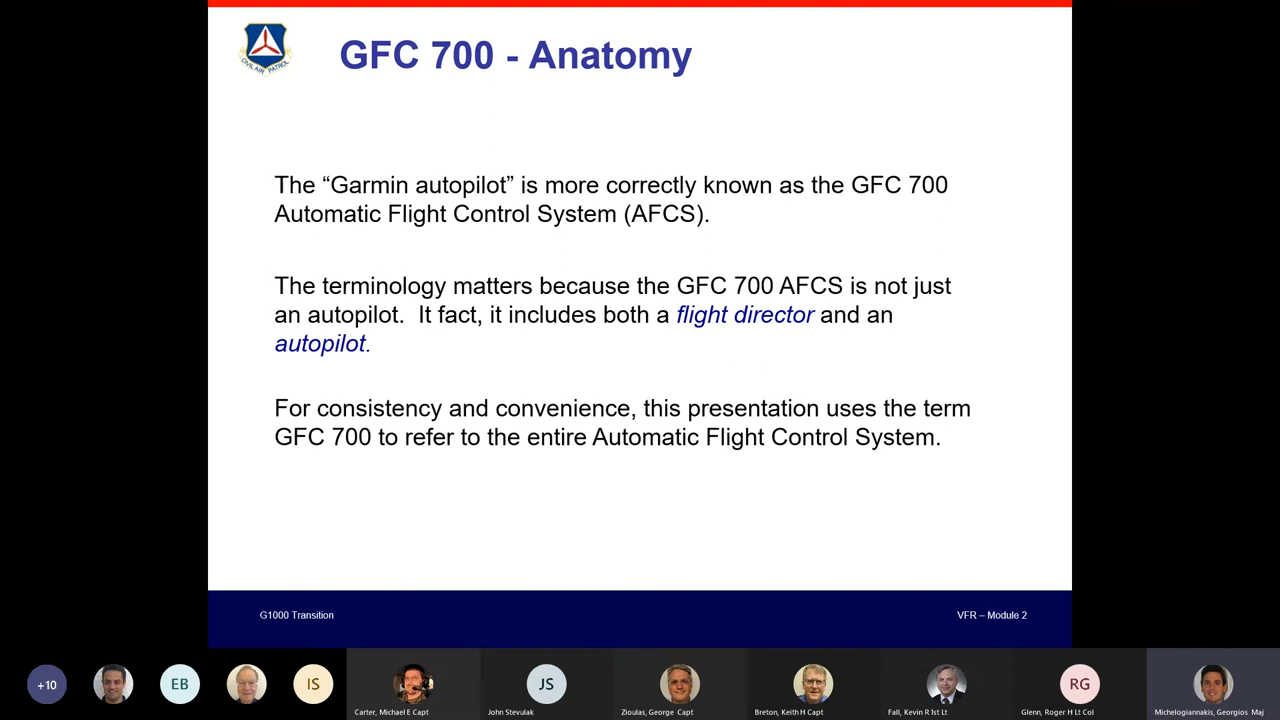 CIVIL AIR PATROL
GFC 700 - Anatomy
The “Garmin autopilot” is more correctly known as the GFC 700
Automatic Flight Control System (AFCS).
The terminology matters because the GFC 700 AFCS is not just
an autopilot.  It fact, it includes both a flight director and an
autopilot.
For consistency and convenience, this presentation uses the term
GFC 700 to refer to the entire Automatic Flight Control System.
G1000 Transition
VFR – Module 2
+10
EB
IS
JS
RG
Carter, Michael E Capt
John Stevulak
Zioulas, George Capt
Breton, Keith H Capt
Fall, Kevin R 1st Lt
Glenn, Roger H Lt Col
Michelogiannakis, Georgios Maj